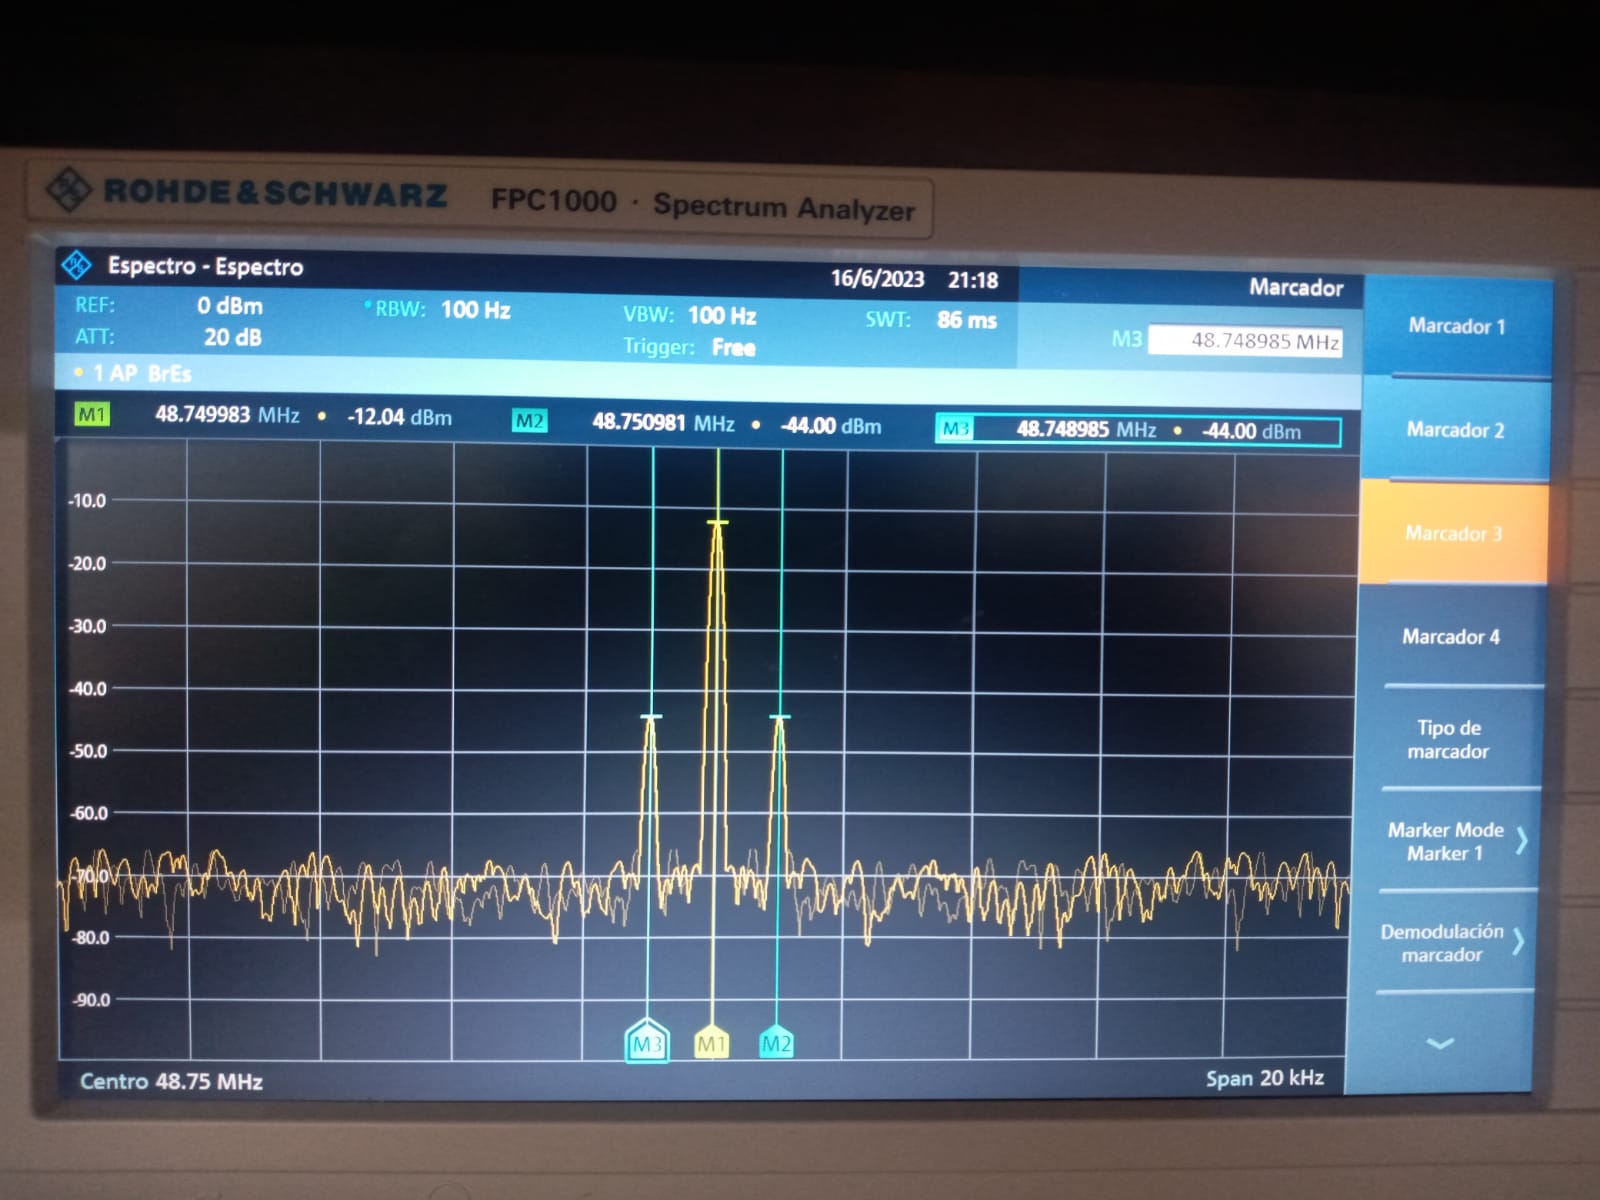 ROHDE&SCHWARZ FPC1000 · Spectrum Analyzer
Espectro - Espectro 16/6/2023 21:18 Marcador
REF: 0 dBm RBW: 100 Hz VBW: 100 Hz SWT: 86 ms
ATT: 20 dB Trigger: Free M3 48.748985 MHz
1 AP BrEs
M1 48.749983 MHz • -12.04 dBm M2 48.750981 MHz • -44.00 dBm M3 48.748985 MHz • -44.00 dBm
-10.0
-20.0
-30.0
-40.0
-50.0
-60.0
-70.0
-80.0
-90.0
M3 M1 M2
Centro 48.75 MHz Span 20 kHz
Marcador 1
Marcador 2
Marcador 3
Marcador 4
Tipo de
marcador
Marker Mode
Marker 1
Demodulación
marcador